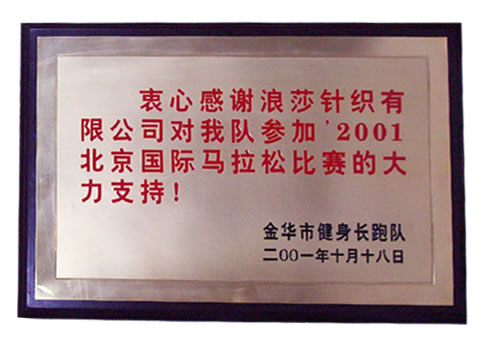 衷心感谢浪莎针织有
限公司对我队参加'2001
北京国际马拉松比赛的大
力支持！
金华市健身长跑队
二〇〇一年十月十八日